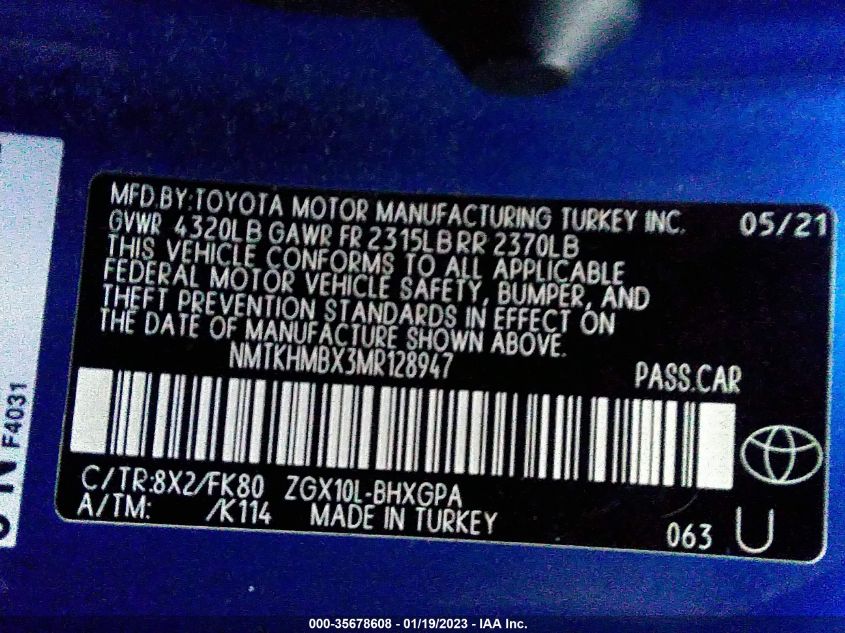 MFD.BY:TOYOTA MOTOR MANUFACTURING TURKEY INC. 05/21
GVWR 4320LB GAWR FR 2315LB RR 2370LB
THIS VEHICLE CONFORMS TO ALL APPLICABLE
FEDERAL MOTOR VEHICLE SAFETY, BUMPER, AND
THEFT PREVENTION STANDARDS IN EFFECT ON
THE DATE OF MANUFACTURE SHOWN ABOVE.
NMTKHMBX3MR128947 PASS.CAR
C/TR:8X2/FK80 ZGX10L-BHXGPA
A/TM: /K114 MADE IN TURKEY 063 U
F4031
000-35678608 - 01/19/2023 - IAA Inc.